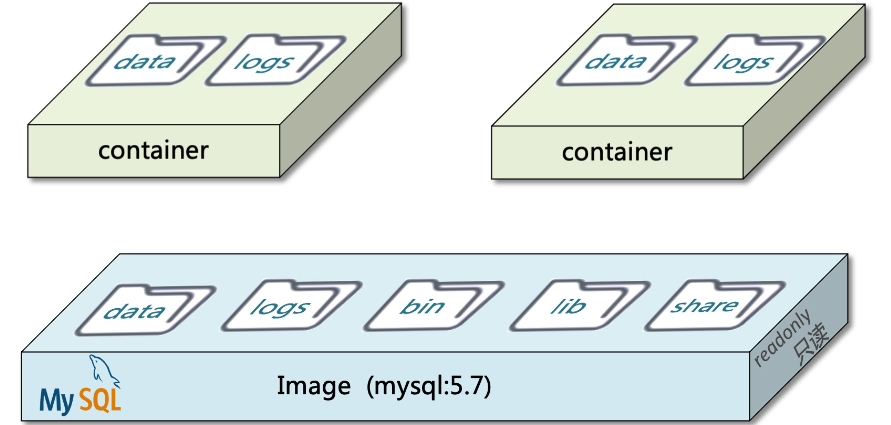 data logs
container
data logs
container
data logs bin lib share
readonly
只读
MySQL
Image (mysql:5.7)